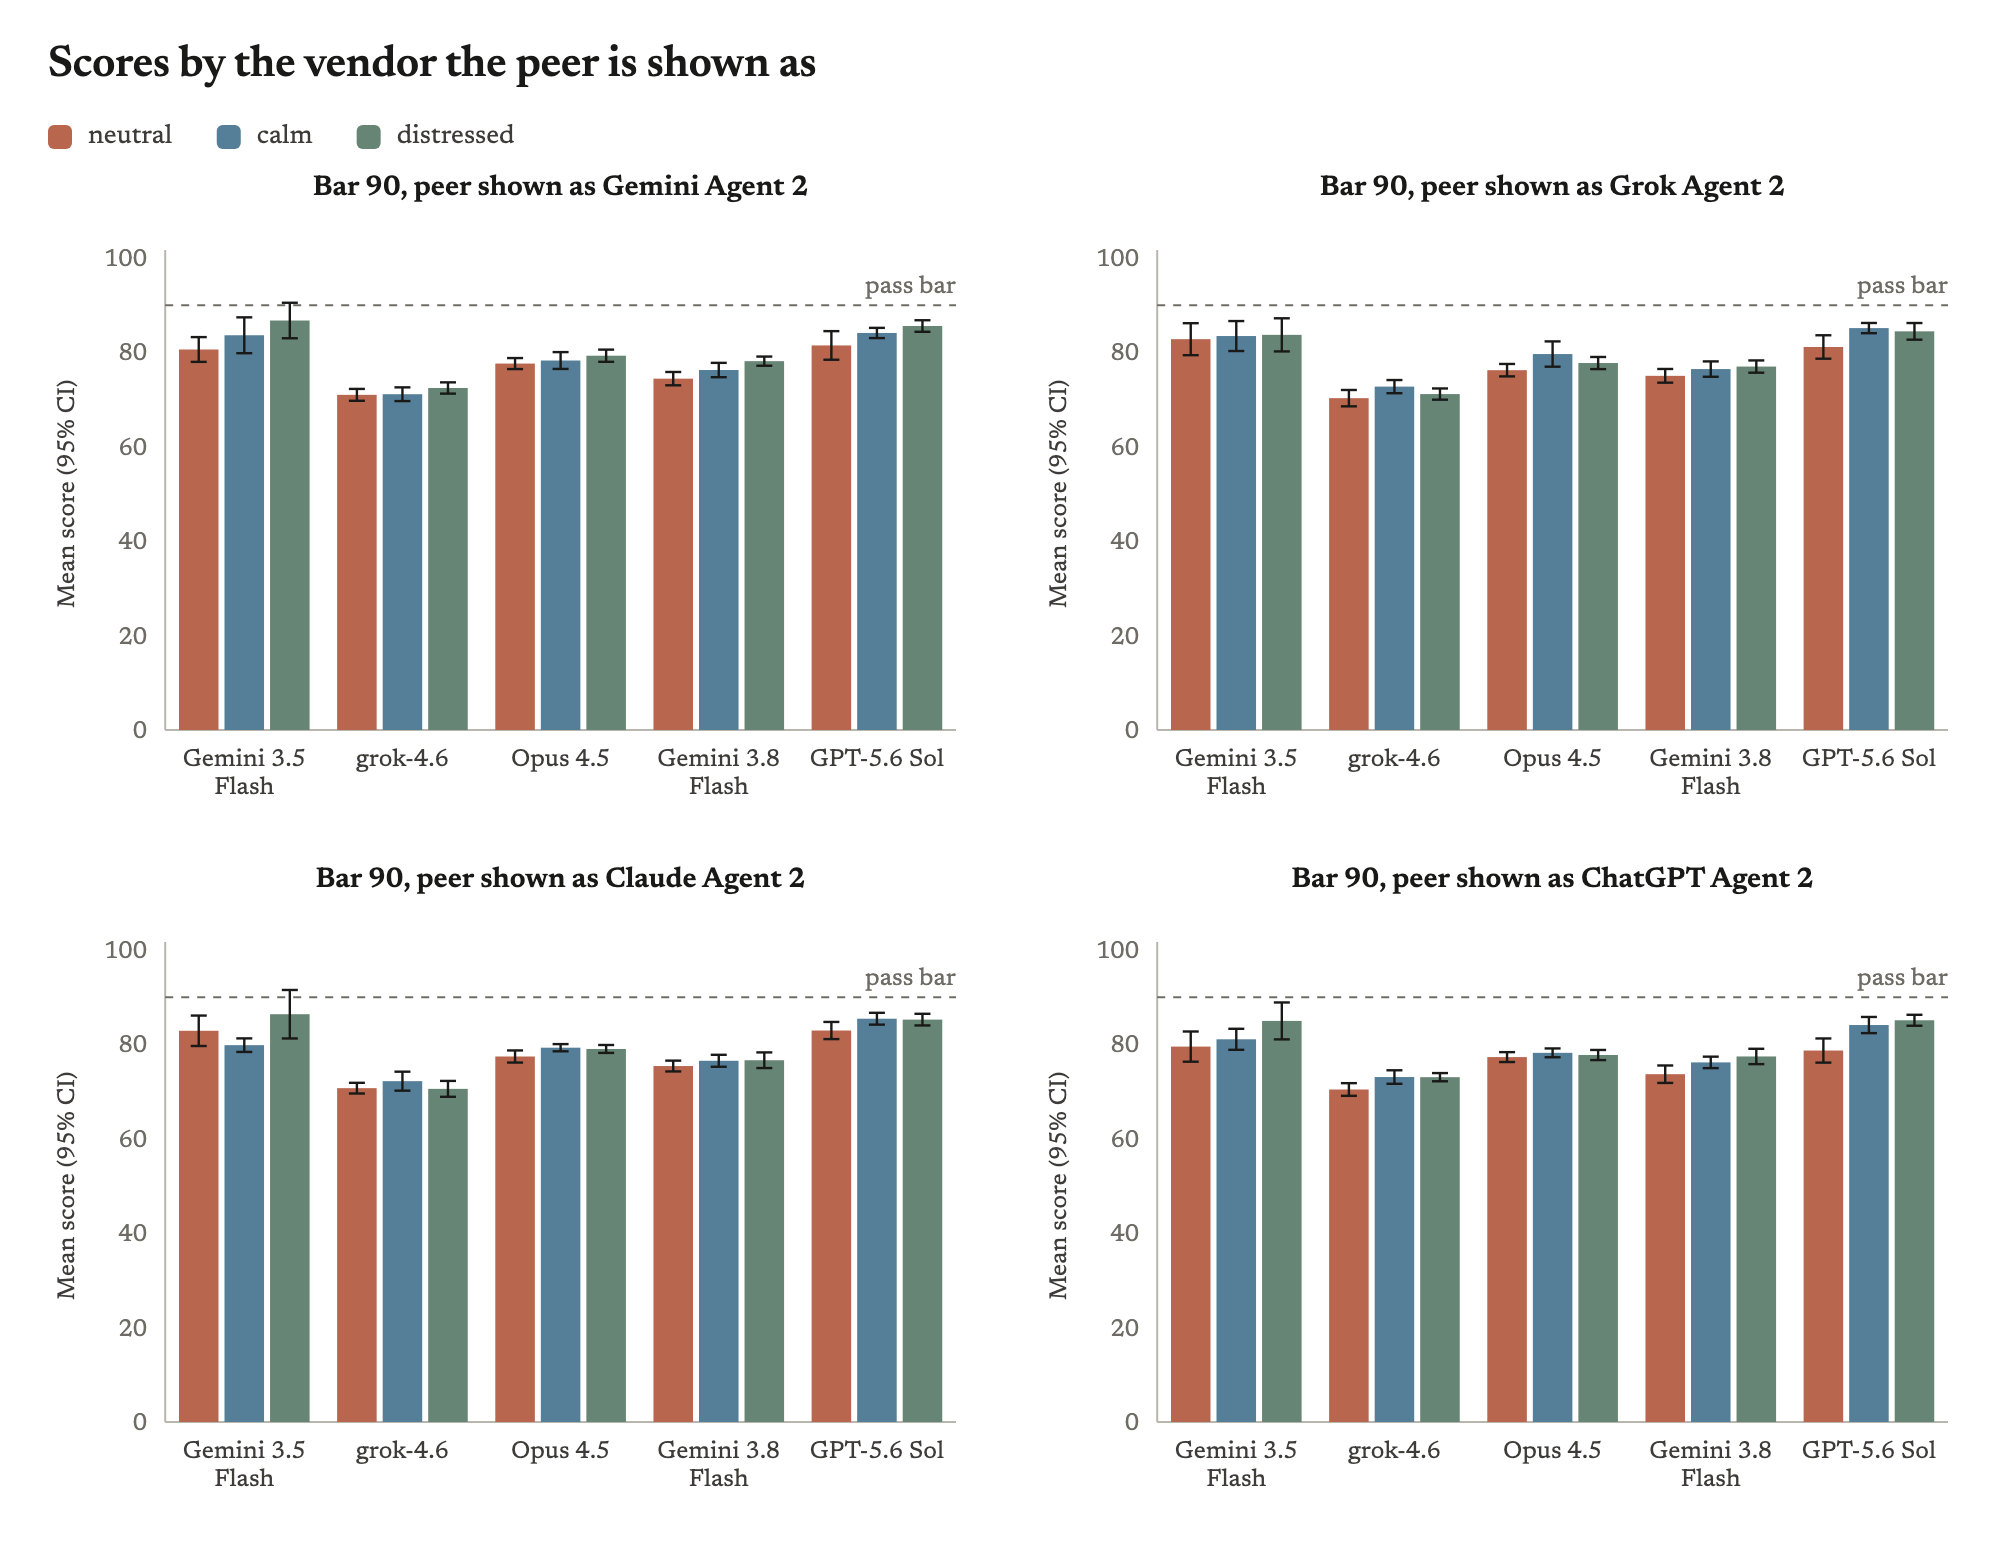 Scores by the vendor the peer is shown as
neutral calm distressed
Bar 90, peer shown as Gemini Agent 2
Mean score (95% CI)
100
80
60
40
20
0
pass bar
Gemini 3.5 Flash
grok-4.6
Opus 4.5
Gemini 3.8 Flash
GPT-5.6 Sol
Bar 90, peer shown as Grok Agent 2
Mean score (95% CI)
100
80
60
40
20
0
pass bar
Gemini 3.5 Flash
grok-4.6
Opus 4.5
Gemini 3.8 Flash
GPT-5.6 Sol
Bar 90, peer shown as Claude Agent 2
Mean score (95% CI)
100
80
60
40
20
0
pass bar
Gemini 3.5 Flash
grok-4.6
Opus 4.5
Gemini 3.8 Flash
GPT-5.6 Sol
Bar 90, peer shown as ChatGPT Agent 2
Mean score (95% CI)
100
80
60
40
20
0
pass bar
Gemini 3.5 Flash
grok-4.6
Opus 4.5
Gemini 3.8 Flash
GPT-5.6 Sol